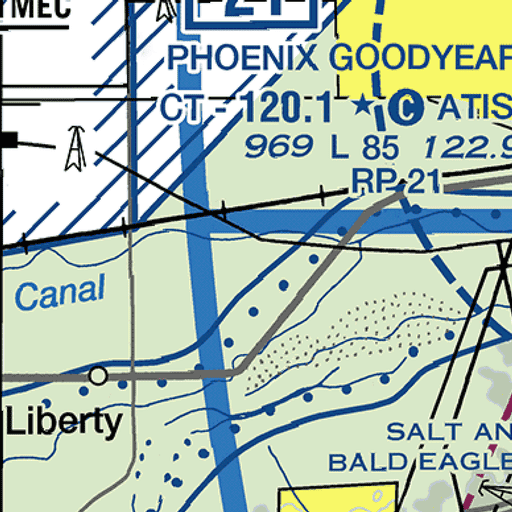 YMEC
PHOENIX GOODYEAR
CT - 120.1 ★ C ATIS
969 L 85 122.9
RP 21
Canal
Liberty
SALT AN
BALD EAGLE